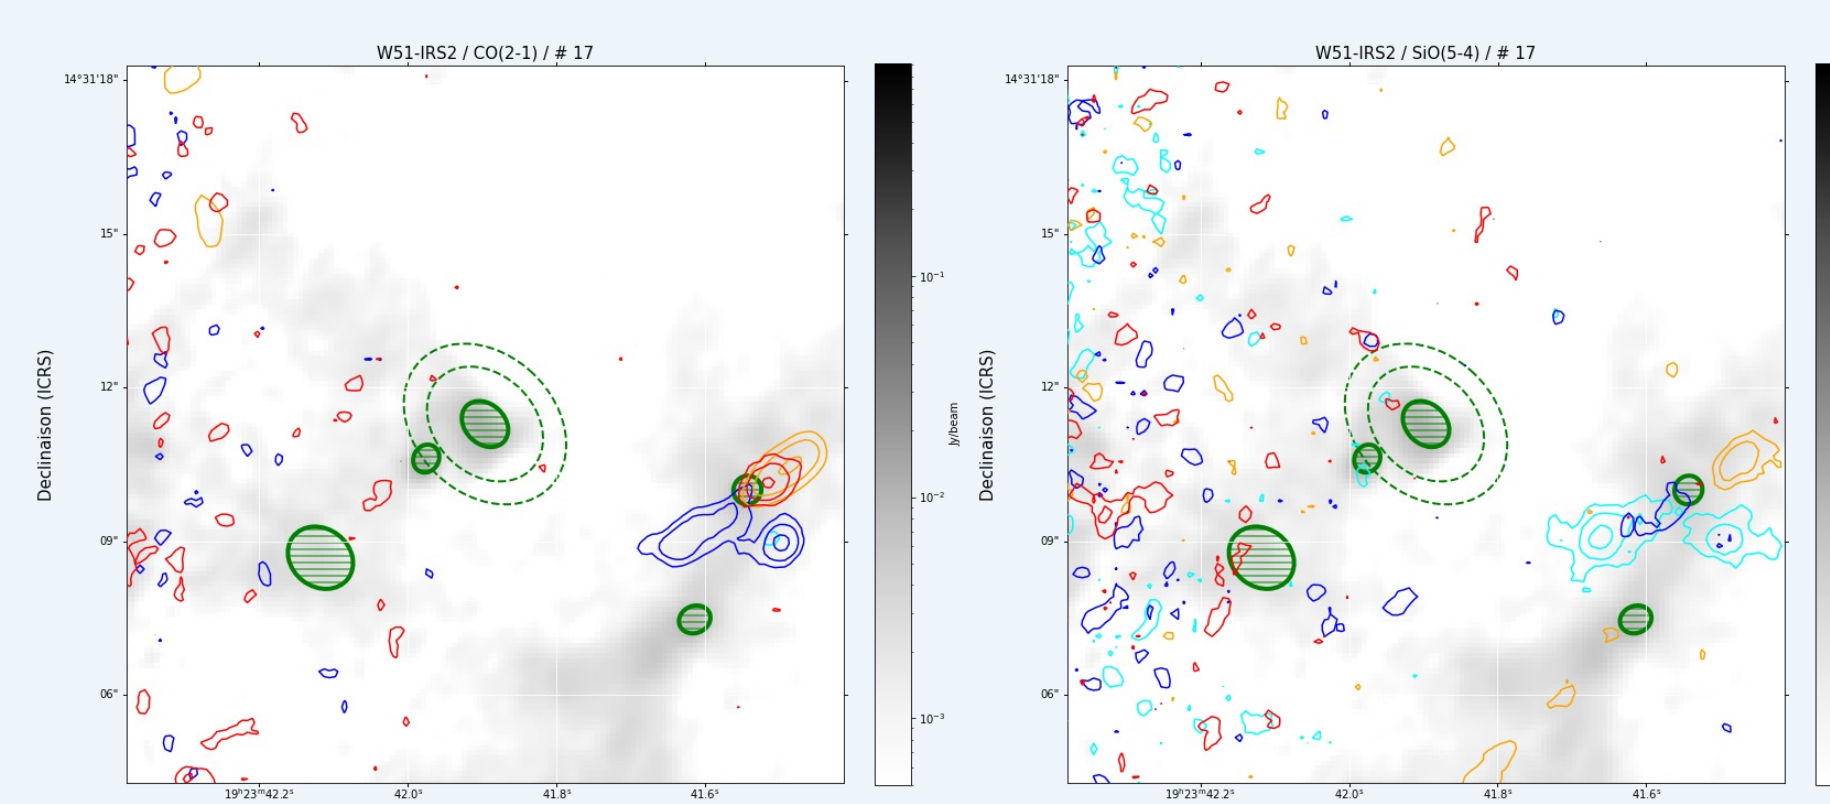 W51-IRS2 / CO(2-1) / # 17
W51-IRS2 / SiO(5-4) / # 17
14°31'18"
15"
12"
09"
06"
Declinaison (ICRS)
19ʰ23ᵐ42.2ˢ
42.0ˢ
41.8ˢ
41.6ˢ
10⁻¹
10⁻²
10⁻³
Jy/beam
14°31'18"
15"
12"
09"
06"
Declinaison (ICRS)
19ʰ23ᵐ42.2ˢ
42.0ˢ
41.8ˢ
41.6ˢ